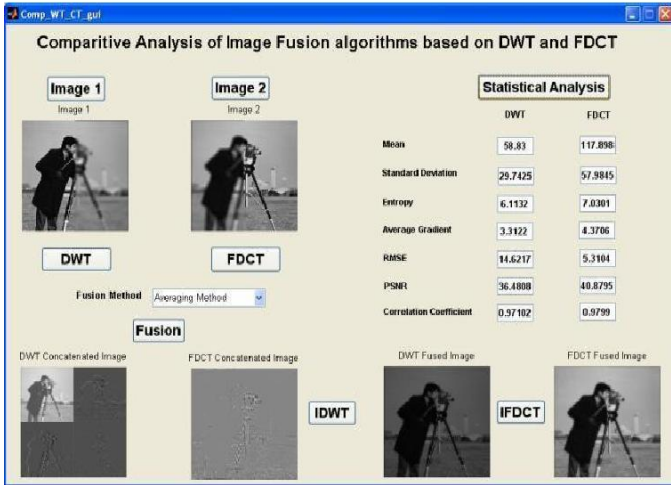 Comp_WT_CT_gui
Comparitive Analysis of Image Fusion algorithms based on DWT and FDCT
Image 1
Image 2
Statistical Analysis
Image 1
Image 2
DWT
FDCT
Mean
58.83
117.898
Standard Deviation
29.7425
57.9845
Entropy
6.1132
7.0301
Average Gradient
3.3122
4.3706
RMSE
14.6217
5.3104
PSNR
36.4808
40.8795
Correlation Coefficient
0.97102
0.9799
DWT
FDCT
Fusion Method
Averaging Method
Fusion
DWT Concatenated Image
FDCT Concatenated Image
DWT Fused Image
FDCT Fused Image
IDWT
IFDCT